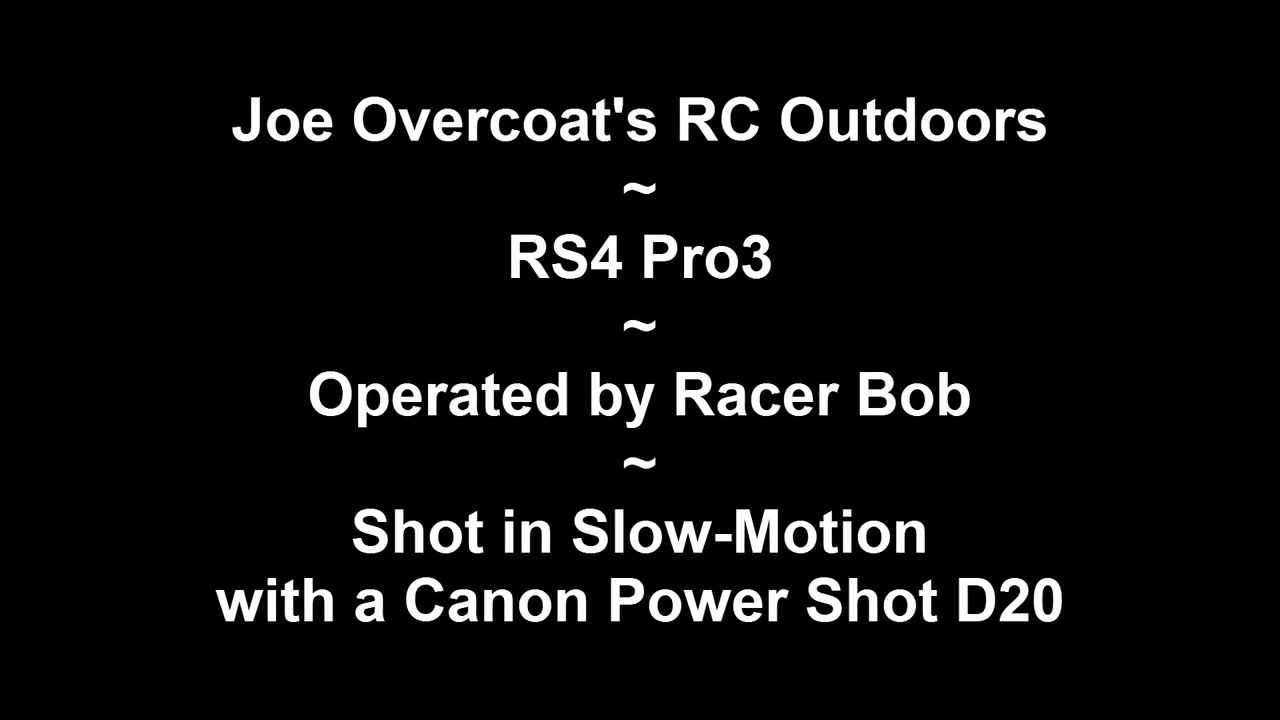 Joe Overcoat's RC Outdoors
~
RS4 Pro3
~
Operated by Racer Bob
~
Shot in Slow-Motion
with a Canon Power Shot D20